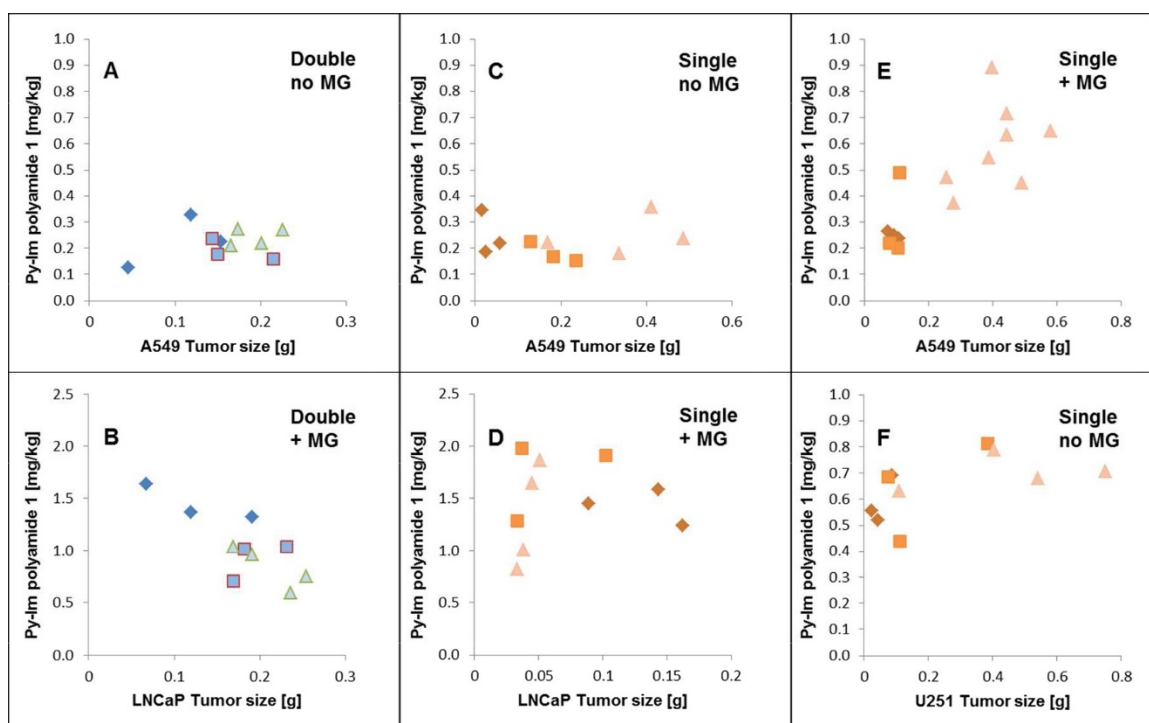 A
Double
no MG
Py-Im polyamide 1 [mg/kg]
1.0
0.9
0.8
0.7
0.6
0.5
0.4
0.3
0.2
0.1
0.0
0
0.1
0.2
0.3
A549 Tumor size [g]
C
Single
no MG
Py-Im polyamide 1 [mg/kg]
1.0
0.9
0.8
0.7
0.6
0.5
0.4
0.3
0.2
0.1
0.0
0
0.2
0.4
0.6
A549 Tumor size [g]
E
Single
+ MG
Py-Im polyamide 1 [mg/kg]
1.0
0.9
0.8
0.7
0.6
0.5
0.4
0.3
0.2
0.1
0.0
0
0.2
0.4
0.6
0.8
A549 Tumor size [g]
B
Double
+ MG
Py-Im polyamide 1 [mg/kg]
2.5
2.0
1.5
1.0
0.5
0.0
0
0.1
0.2
0.3
LNCaP Tumor size [g]
D
Single
+ MG
Py-Im polyamide 1 [mg/kg]
2.5
2.0
1.5
1.0
0.5
0.0
0
0.05
0.1
0.15
0.2
LNCaP Tumor size [g]
F
Single
no MG
Py-Im polyamide 1 [mg/kg]
1.0
0.9
0.8
0.7
0.6
0.5
0.4
0.3
0.2
0.1
0.0
0.0
0.2
0.4
0.6
0.8
U251 Tumor size [g]